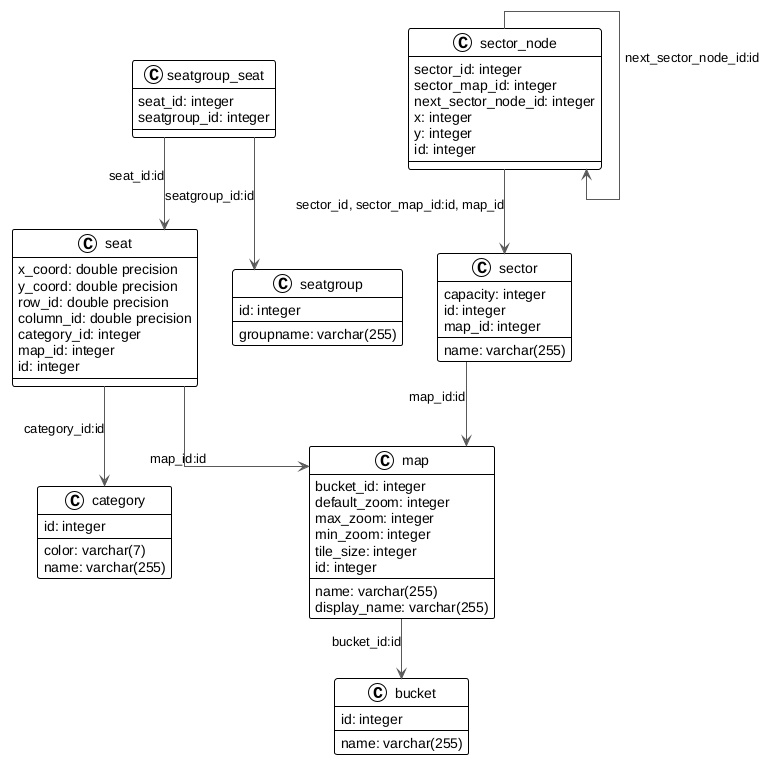 C sector_node
sector_id: integer
sector_map_id: integer
next_sector_node_id: integer
x: integer
y: integer
id: integer
next_sector_node_id:id
C seatgroup_seat
seat_id: integer
seatgroup_id: integer
seat_id:id
seatgroup_id:id
sector_id, sector_map_id:id, map_id
C seat
x_coord: double precision
y_coord: double precision
row_id: double precision
column_id: double precision
category_id: integer
map_id: integer
id: integer
C seatgroup
id: integer
groupname: varchar(255)
C sector
capacity: integer
id: integer
map_id: integer
name: varchar(255)
category_id:id
map_id:id
map_id:id
C category
id: integer
color: varchar(7)
name: varchar(255)
C map
bucket_id: integer
default_zoom: integer
max_zoom: integer
min_zoom: integer
tile_size: integer
id: integer
name: varchar(255)
display_name: varchar(255)
bucket_id:id
C bucket
id: integer
name: varchar(255)